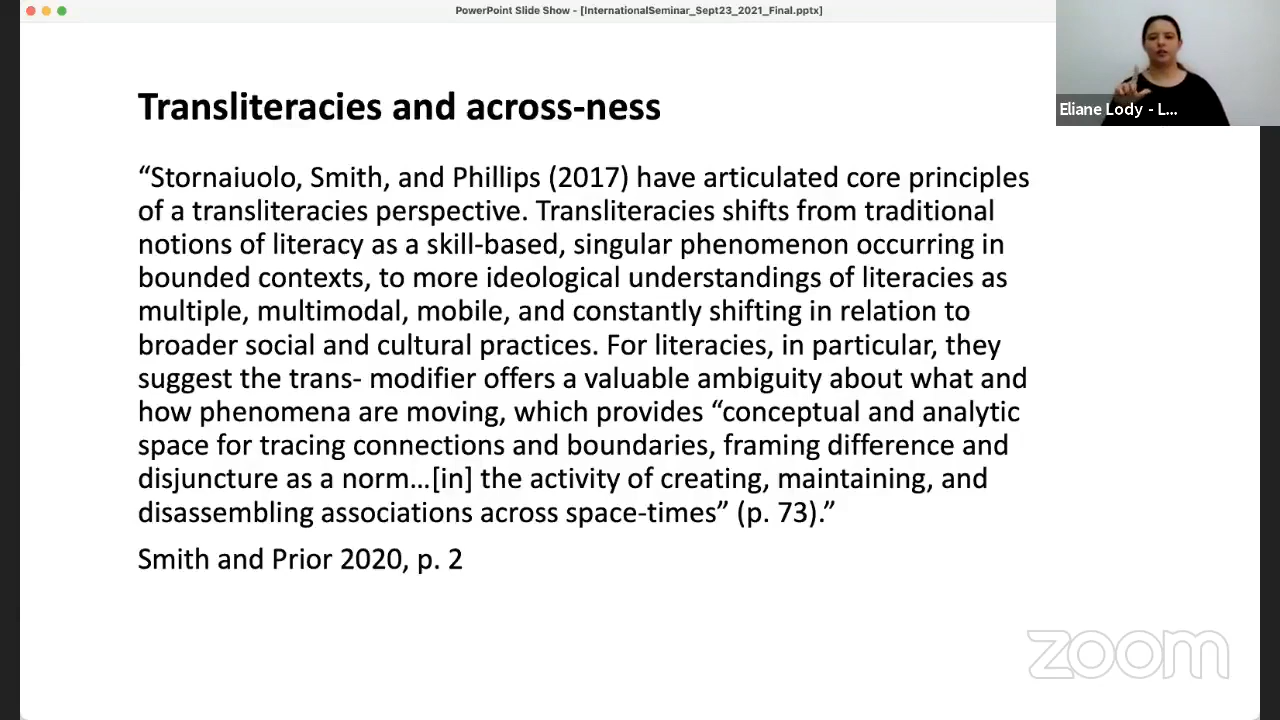 PowerPoint Slide Show - [InternationalSeminar_Sept23_2021_Final.pptx]
Eliane Lody - L...
Transliteracies and across-ness
“Stornaiuolo, Smith, and Phillips (2017) have articulated core principles
of a transliteracies perspective. Transliteracies shifts from traditional
notions of literacy as a skill-based, singular phenomenon occurring in
bounded contexts, to more ideological understandings of literacies as
multiple, multimodal, mobile, and constantly shifting in relation to
broader social and cultural practices. For literacies, in particular, they
suggest the trans- modifier offers a valuable ambiguity about what and
how phenomena are moving, which provides “conceptual and analytic
space for tracing connections and boundaries, framing difference and
disjuncture as a norm…[in] the activity of creating, maintaining, and
disassembling associations across space-times” (p. 73).”
Smith and Prior 2020, p. 2
zoom